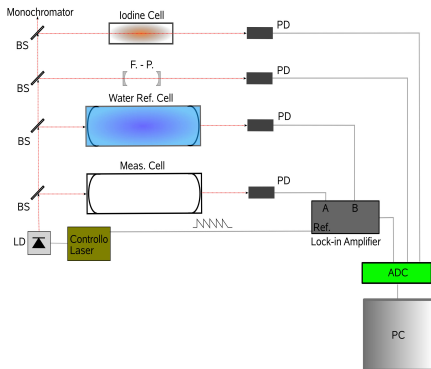 Monochromator
Iodine Cell
PD
BS
F. - P.
PD
BS
Water Ref. Cell
PD
BS
Meas. Cell
PD
BS
A B
Ref.
Lock-in Amplifier
LD
Controllo
Laser
ADC
PC